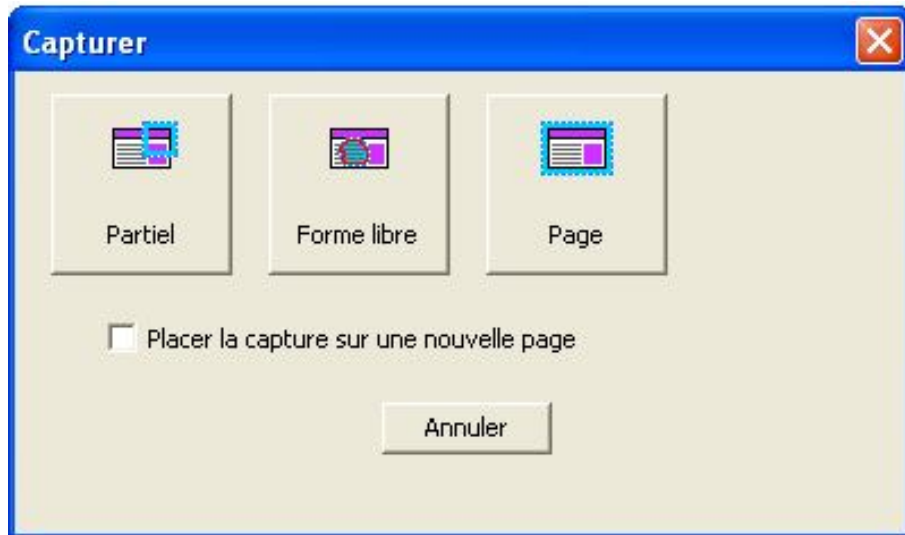 Capturer
Partiel
Forme libre
Page
Placer la capture sur une nouvelle page
Annuler